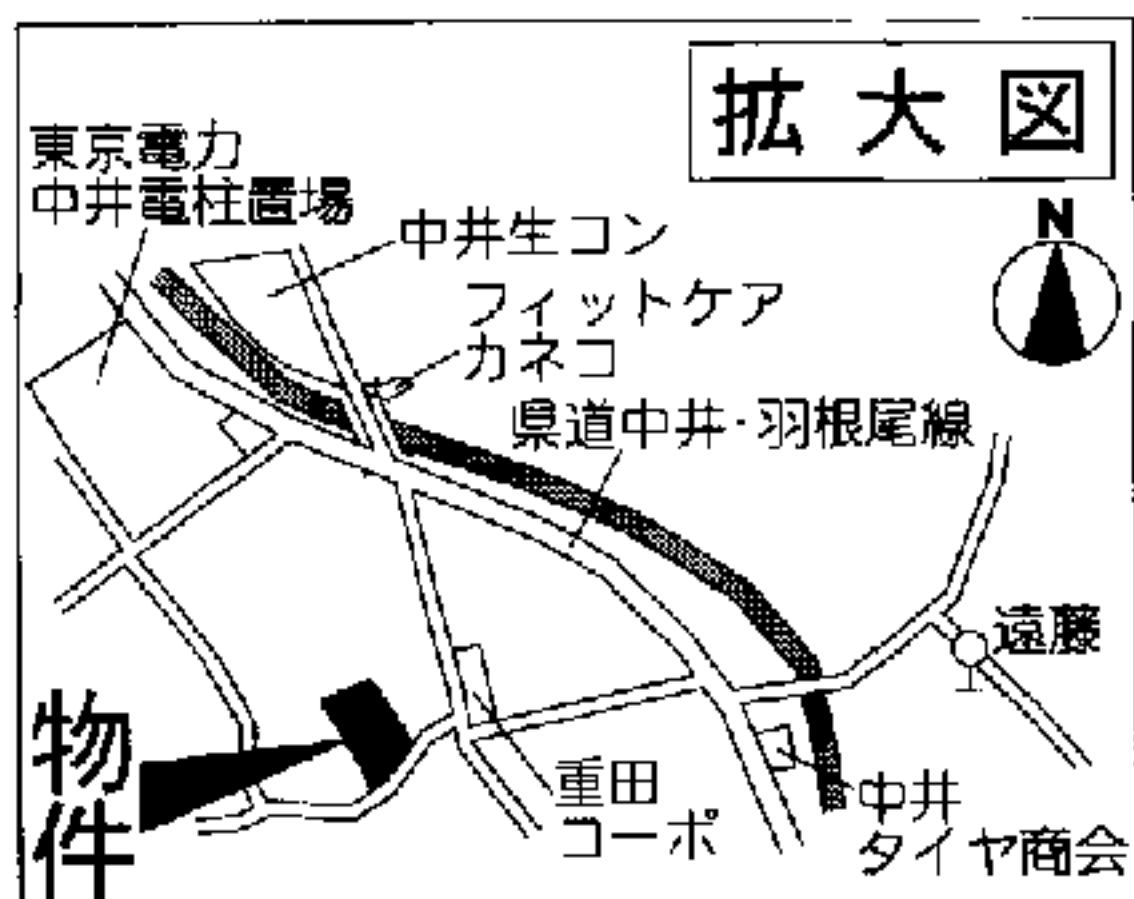 拡大図
N
東京電力
中井電柱置場
中井生コン
フィットケア
カネコ
県道中井・羽根尾線
遠藤
物件
重田
コーポ
中井
タイヤ商会